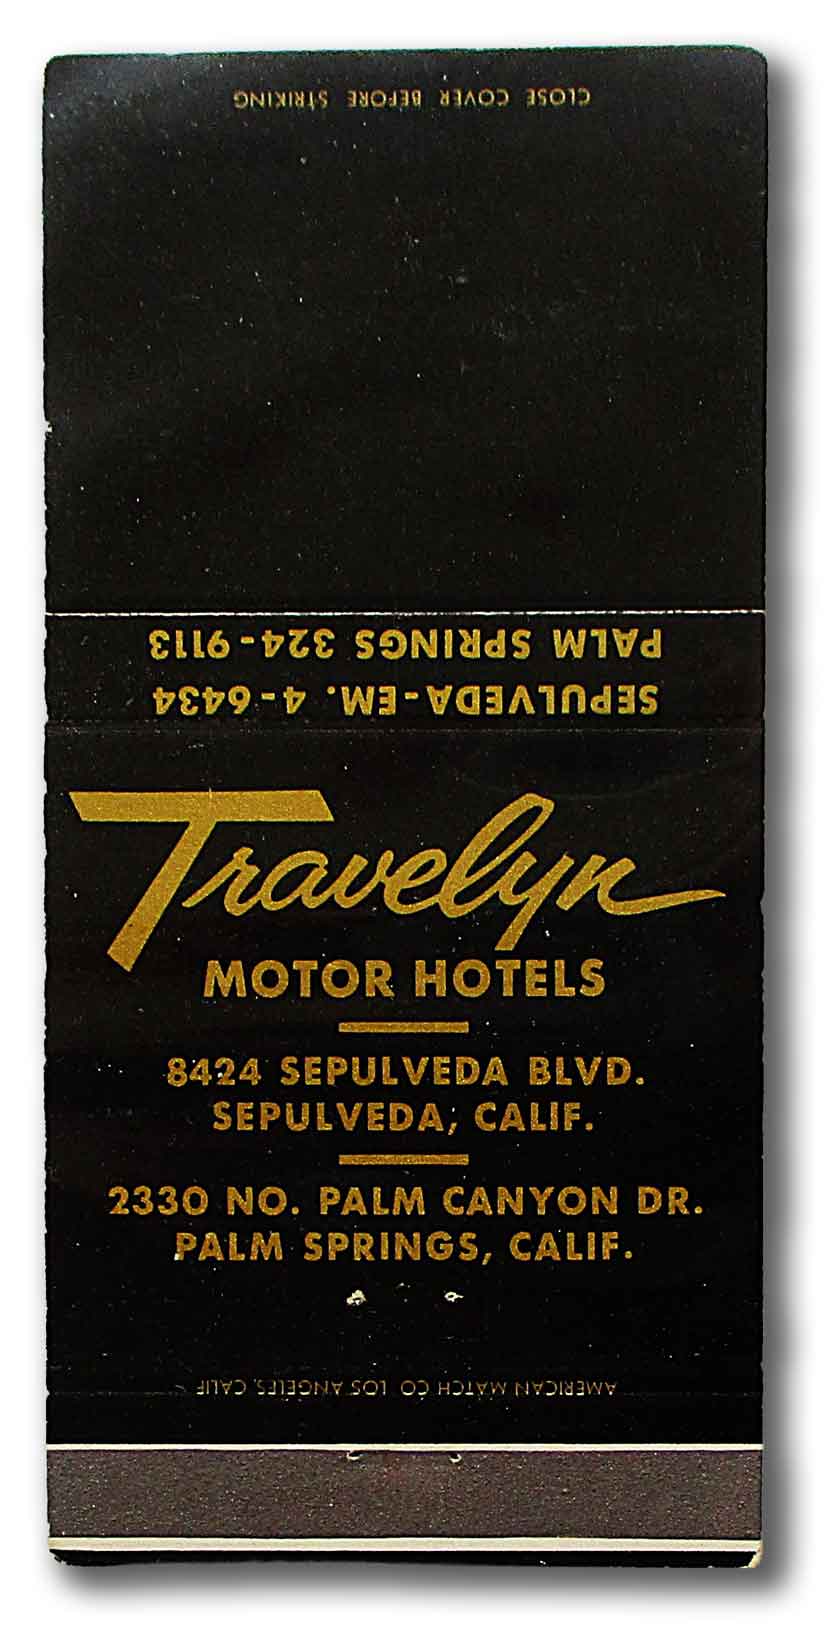 CLOSE COVER BEFORE STRIKING
SEPULVEDA-EM. 4-6434
PALM SPRINGS 324-9113
Travelyn
MOTOR HOTELS
8424 SEPULVEDA BLVD.
SEPULVEDA, CALIF.
2330 NO. PALM CANYON DR.
PALM SPRINGS, CALIF.
AMERICAN MATCH CO LOS ANGELES, CALIF